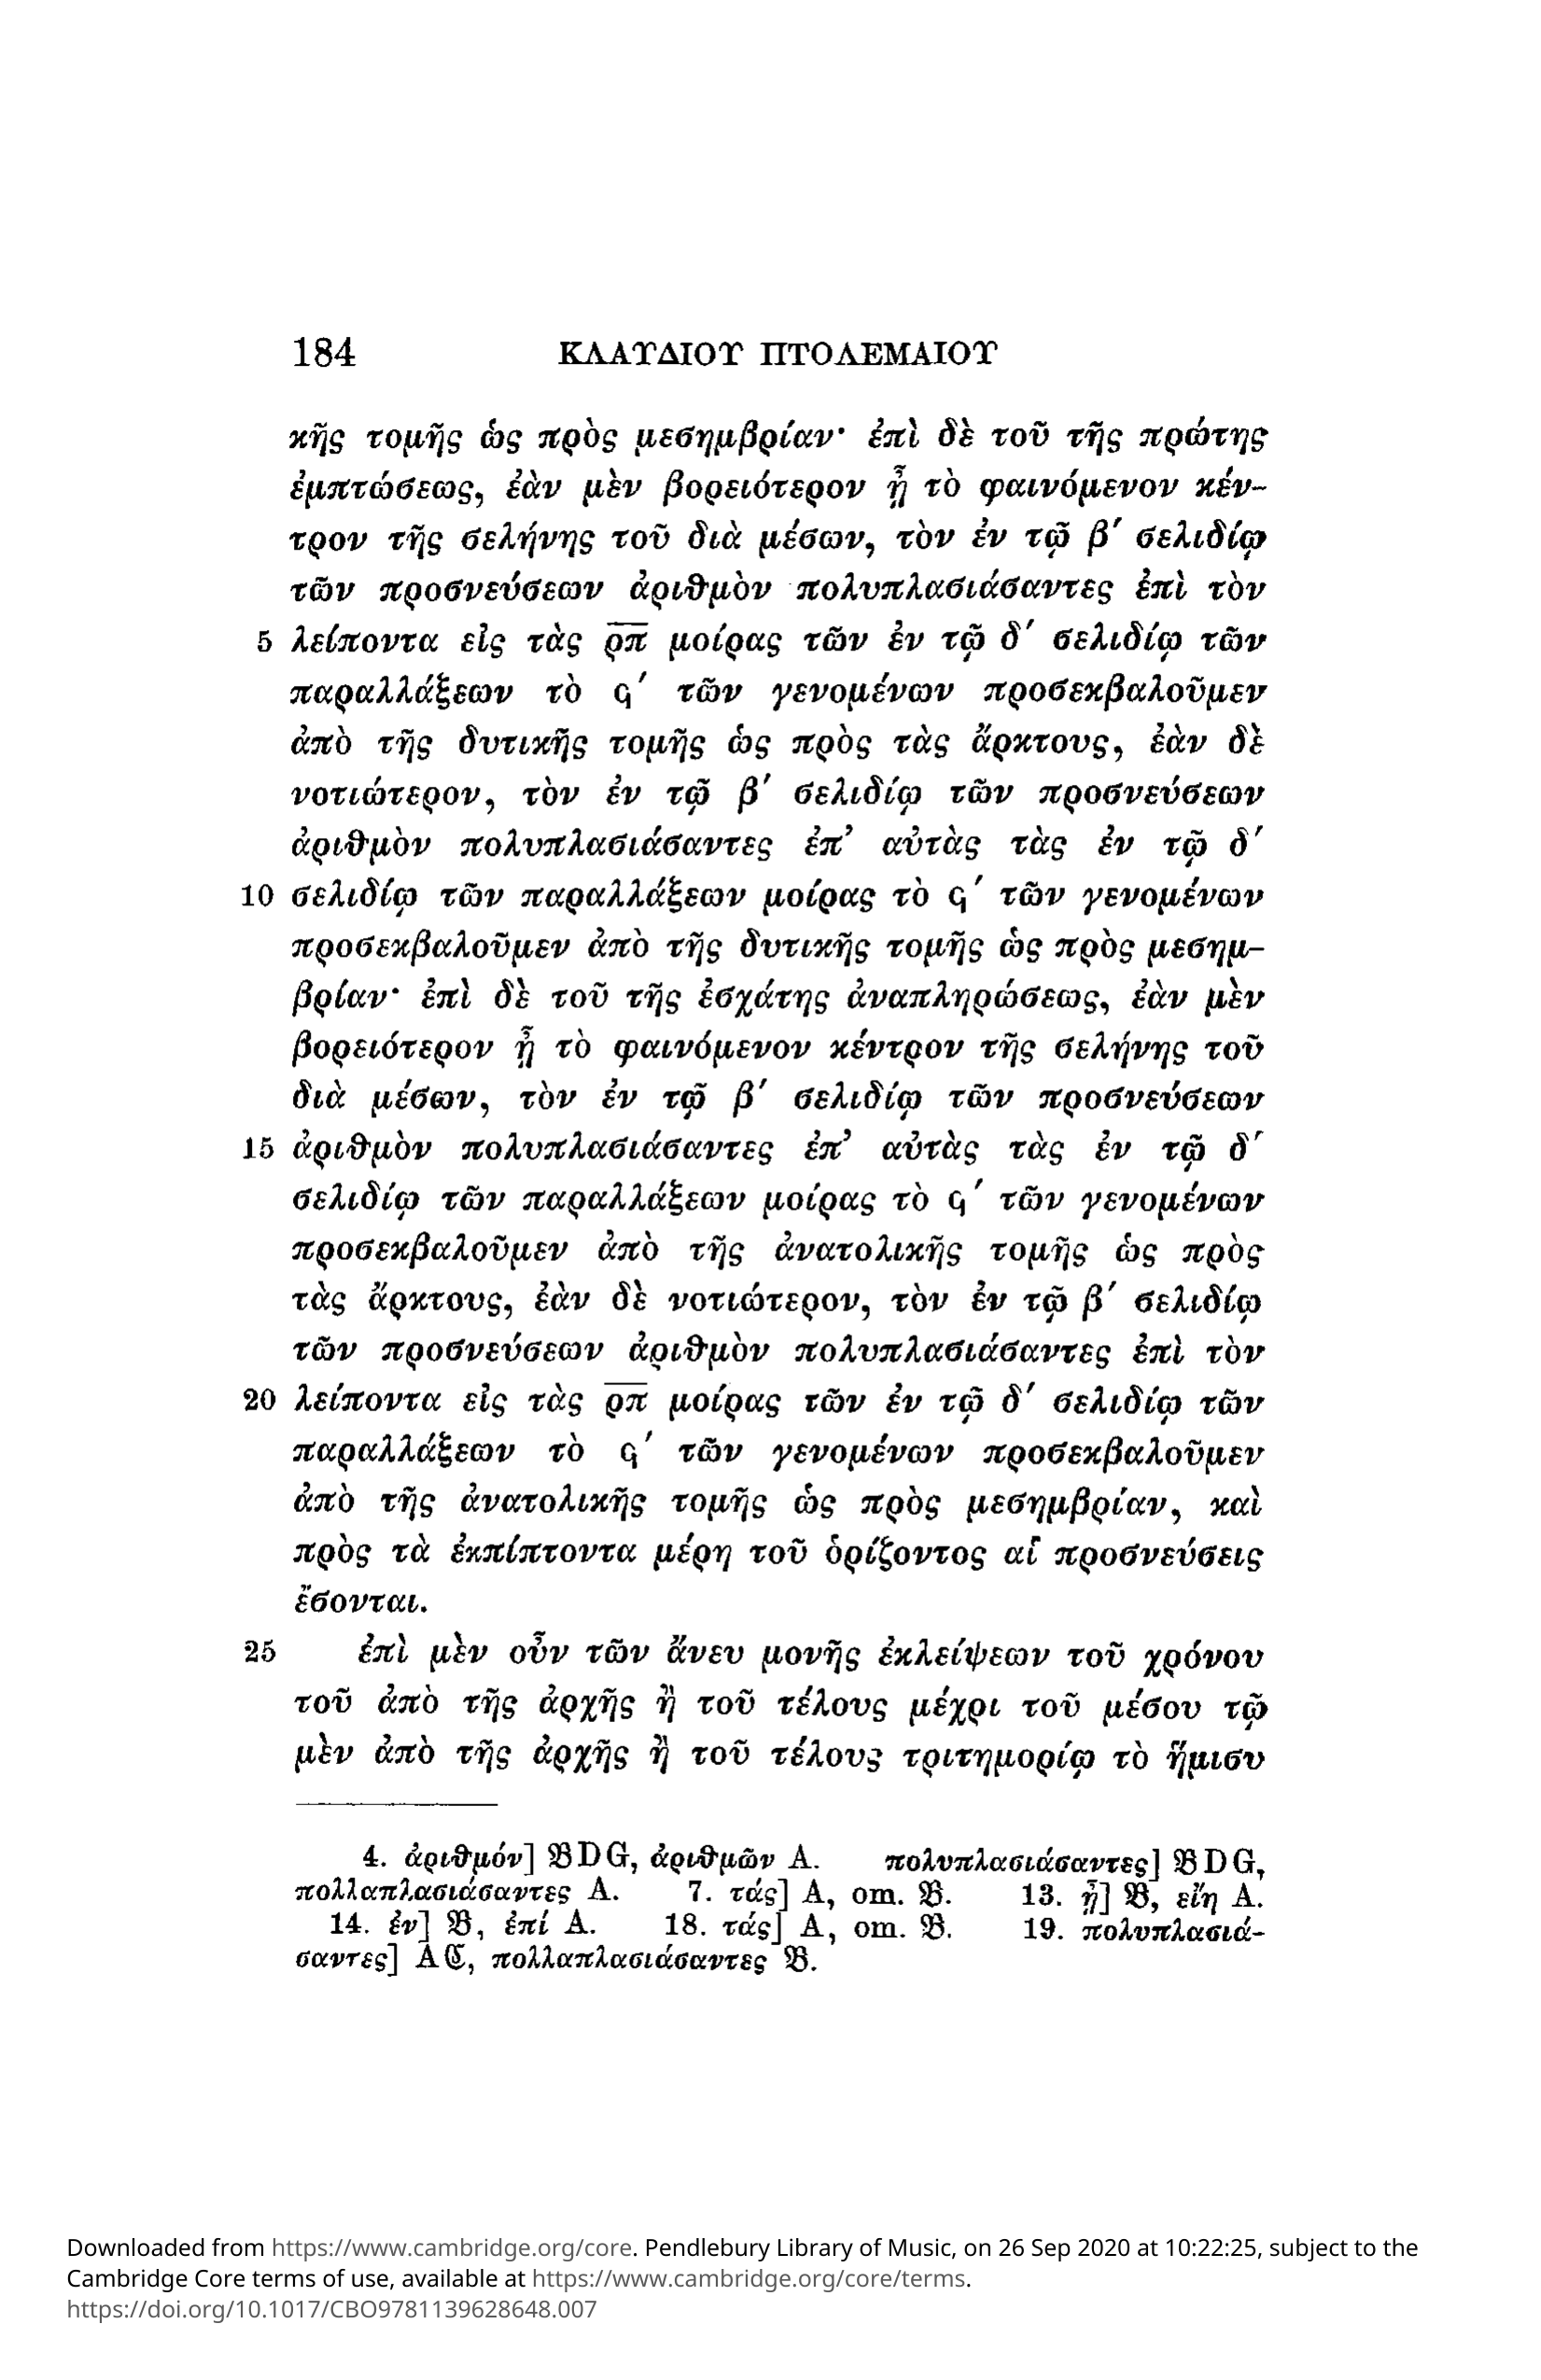 184 ΚΛΑΥΔΙΟΥ ΠΤΟΛΕΜΑΙΟΥ
κῆς τομῆς ὡς πρὸς μεσημβρίαν· ἐπὶ δὲ τοῦ τῆς πρώτης
ἐμπτώσεως, ἐὰν μὲν βορειότερον ᾖ τὸ φαινόμενον κέν-
τρον τῆς σελήνης τοῦ διὰ μέσων, τὸν ἐν τῷ β′ σελιδίῳ
τῶν προσνεύσεων ἀριθμὸν πολυπλασιάσαντες ἐπὶ τὸν
5 λείποντα εἰς τὰς ρ̅π̅ μοίρας τῶν ἐν τῷ δ′ σελιδίῳ τῶν
παραλλάξεων τὸ ϟ′ τῶν γενομένων προσεκβαλοῦμεν
ἀπὸ τῆς δυτικῆς τομῆς ὡς πρὸς τὰς ἄρκτους, ἐὰν δὲ
νοτιώτερον, τὸν ἐν τῷ β′ σελιδίῳ τῶν προσνεύσεων
ἀριθμὸν πολυπλασιάσαντες ἐπ’ αὐτὰς τὰς ἐν τῷ δ′
10 σελιδίῳ τῶν παραλλάξεων μοίρας τὸ ϟ′ τῶν γενομένων
προσεκβαλοῦμεν ἀπὸ τῆς δυτικῆς τομῆς ὡς πρὸς μεσημ-
βρίαν· ἐπὶ δὲ τοῦ τῆς ἐσχάτης ἀναπληρώσεως, ἐὰν μὲν
βορειότερον ᾖ τὸ φαινόμενον κέντρον τῆς σελήνης τοῦ
διὰ μέσων, τὸν ἐν τῷ β′ σελιδίῳ τῶν προσνεύσεων
15 ἀριθμὸν πολυπλασιάσαντες ἐπ’ αὐτὰς τὰς ἐν τῷ δ′
σελιδίῳ τῶν παραλλάξεων μοίρας τὸ ϟ′ τῶν γενομένων
προσεκβαλοῦμεν ἀπὸ τῆς ἀνατολικῆς τομῆς ὡς πρὸς
τὰς ἄρκτους, ἐὰν δὲ νοτιώτερον, τὸν ἐν τῷ β′ σελιδίῳ
τῶν προσνεύσεων ἀριθμὸν πολυπλασιάσαντες ἐπὶ τὸν
20 λείποντα εἰς τὰς ρ̅π̅ μοίρας τῶν ἐν τῷ δ′ σελιδίῳ τῶν
παραλλάξεων τὸ ϟ′ τῶν γενομένων προσεκβαλοῦμεν
ἀπὸ τῆς ἀνατολικῆς τομῆς ὡς πρὸς μεσημβρίαν, καὶ
πρὸς τὰ ἐκπίπτοντα μέρη τοῦ ὁρίζοντος αἱ προσνεύσεις
ἔσονται.
25 ἐπὶ μὲν οὖν τῶν ἄνευ μονῆς ἐκλείψεων τοῦ χρόνου
τοῦ ἀπὸ τῆς ἀρχῆς ἢ τοῦ τέλους μέχρι τοῦ μέσου τῷ
μὲν ἀπὸ τῆς ἀρχῆς ἢ τοῦ τέλους τριτημορίῳ τὸ ἥμισυ
4. ἀριθμόν] 𝔅DG, ἀριθμῶν A. πολυπλασιάσαντες] 𝔅DG,
πολλαπλασιάσαντες A. 7. τάς] A, om. 𝔅. 13. ᾖ] 𝔅, εἴη A.
14. ἐν] 𝔅, ἐπί A. 18. τάς] A, om. 𝔅. 19. πολυπλασιά-
σαντες] Aℭ, πολλαπλασιάσαντες 𝔅.
Downloaded from https://www.cambridge.org/core. Pendlebury Library of Music, on 26 Sep 2020 at 10:22:25, subject to the
Cambridge Core terms of use, available at https://www.cambridge.org/core/terms.
https://doi.org/10.1017/CBO9781139628648.007